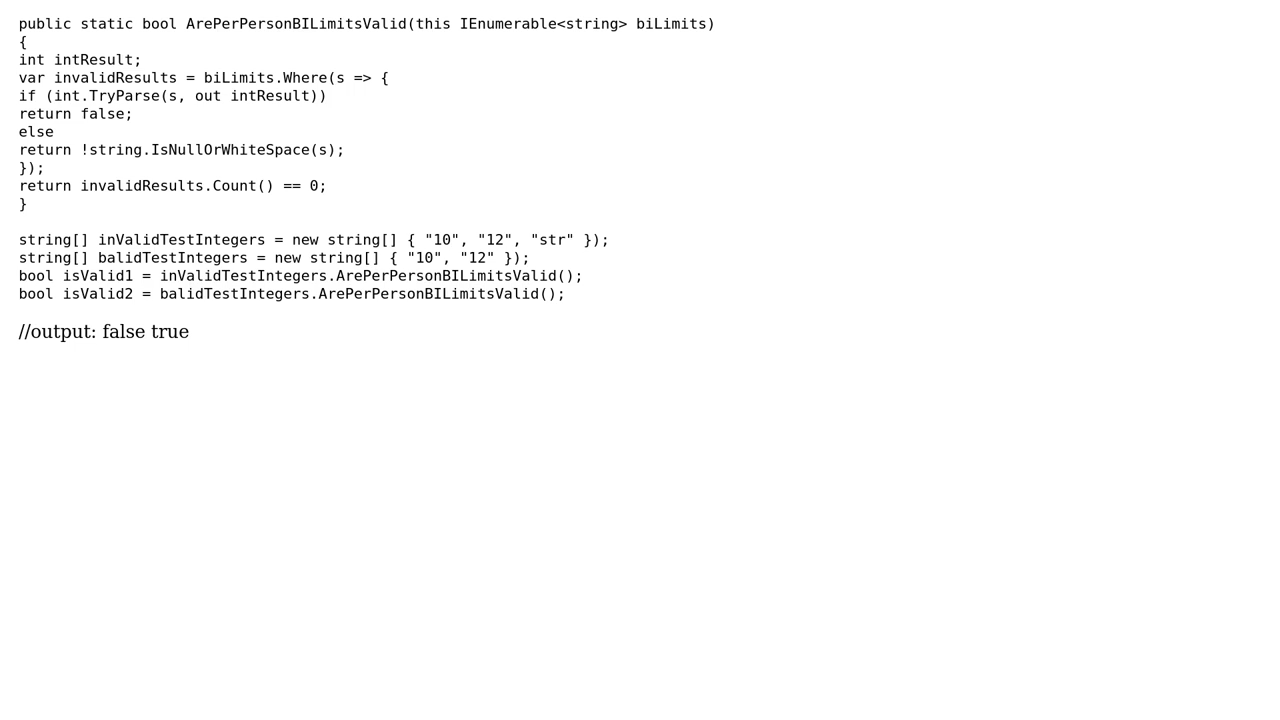 public static bool ArePerPersonBILimitsValid(this IEnumerable<string> biLimits)
{
int intResult;
var invalidResults = biLimits.Where(s => {
if (int.TryParse(s, out intResult))
return false;
else
return !string.IsNullOrWhiteSpace(s);
});
return invalidResults.Count() == 0;
}

string[] inValidTestIntegers = new string[] { "10", "12", "str" });
string[] balidTestIntegers = new string[] { "10", "12" });
bool isValid1 = inValidTestIntegers.ArePerPersonBILimitsValid();
bool isValid2 = balidTestIntegers.ArePerPersonBILimitsValid();

//output: false true